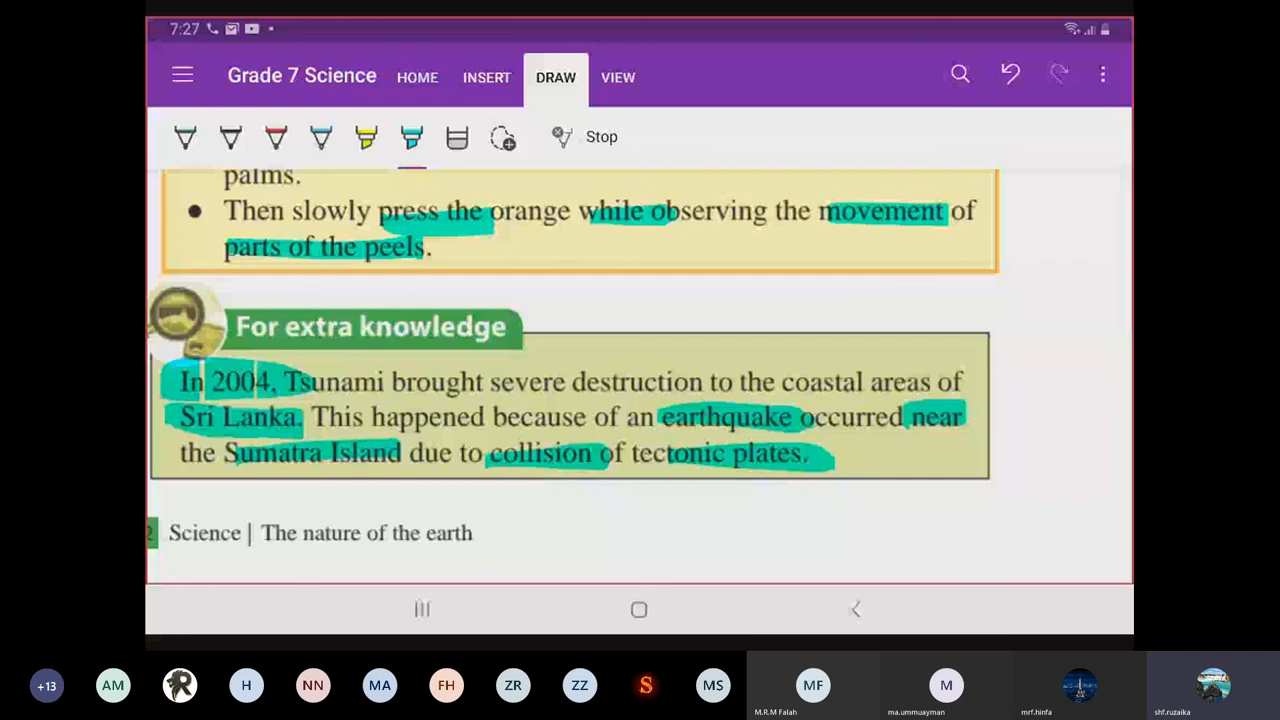 7:27
Grade 7 Science HOME INSERT DRAW VIEW
Stop
palms.
● Then slowly press the orange while observing the movement of
parts of the peels.
For extra knowledge
In 2004, Tsunami brought severe destruction to the coastal areas of
Sri Lanka. This happened because of an earthquake occurred near
the Sumatra Island due to collision of tectonic plates.
Science | The nature of the earth
+13 AM R H NN MA FH ZR ZZ S MS MF M
M.R.M Falah ma.ummuayman mrf.hinfa shf.ruzaika